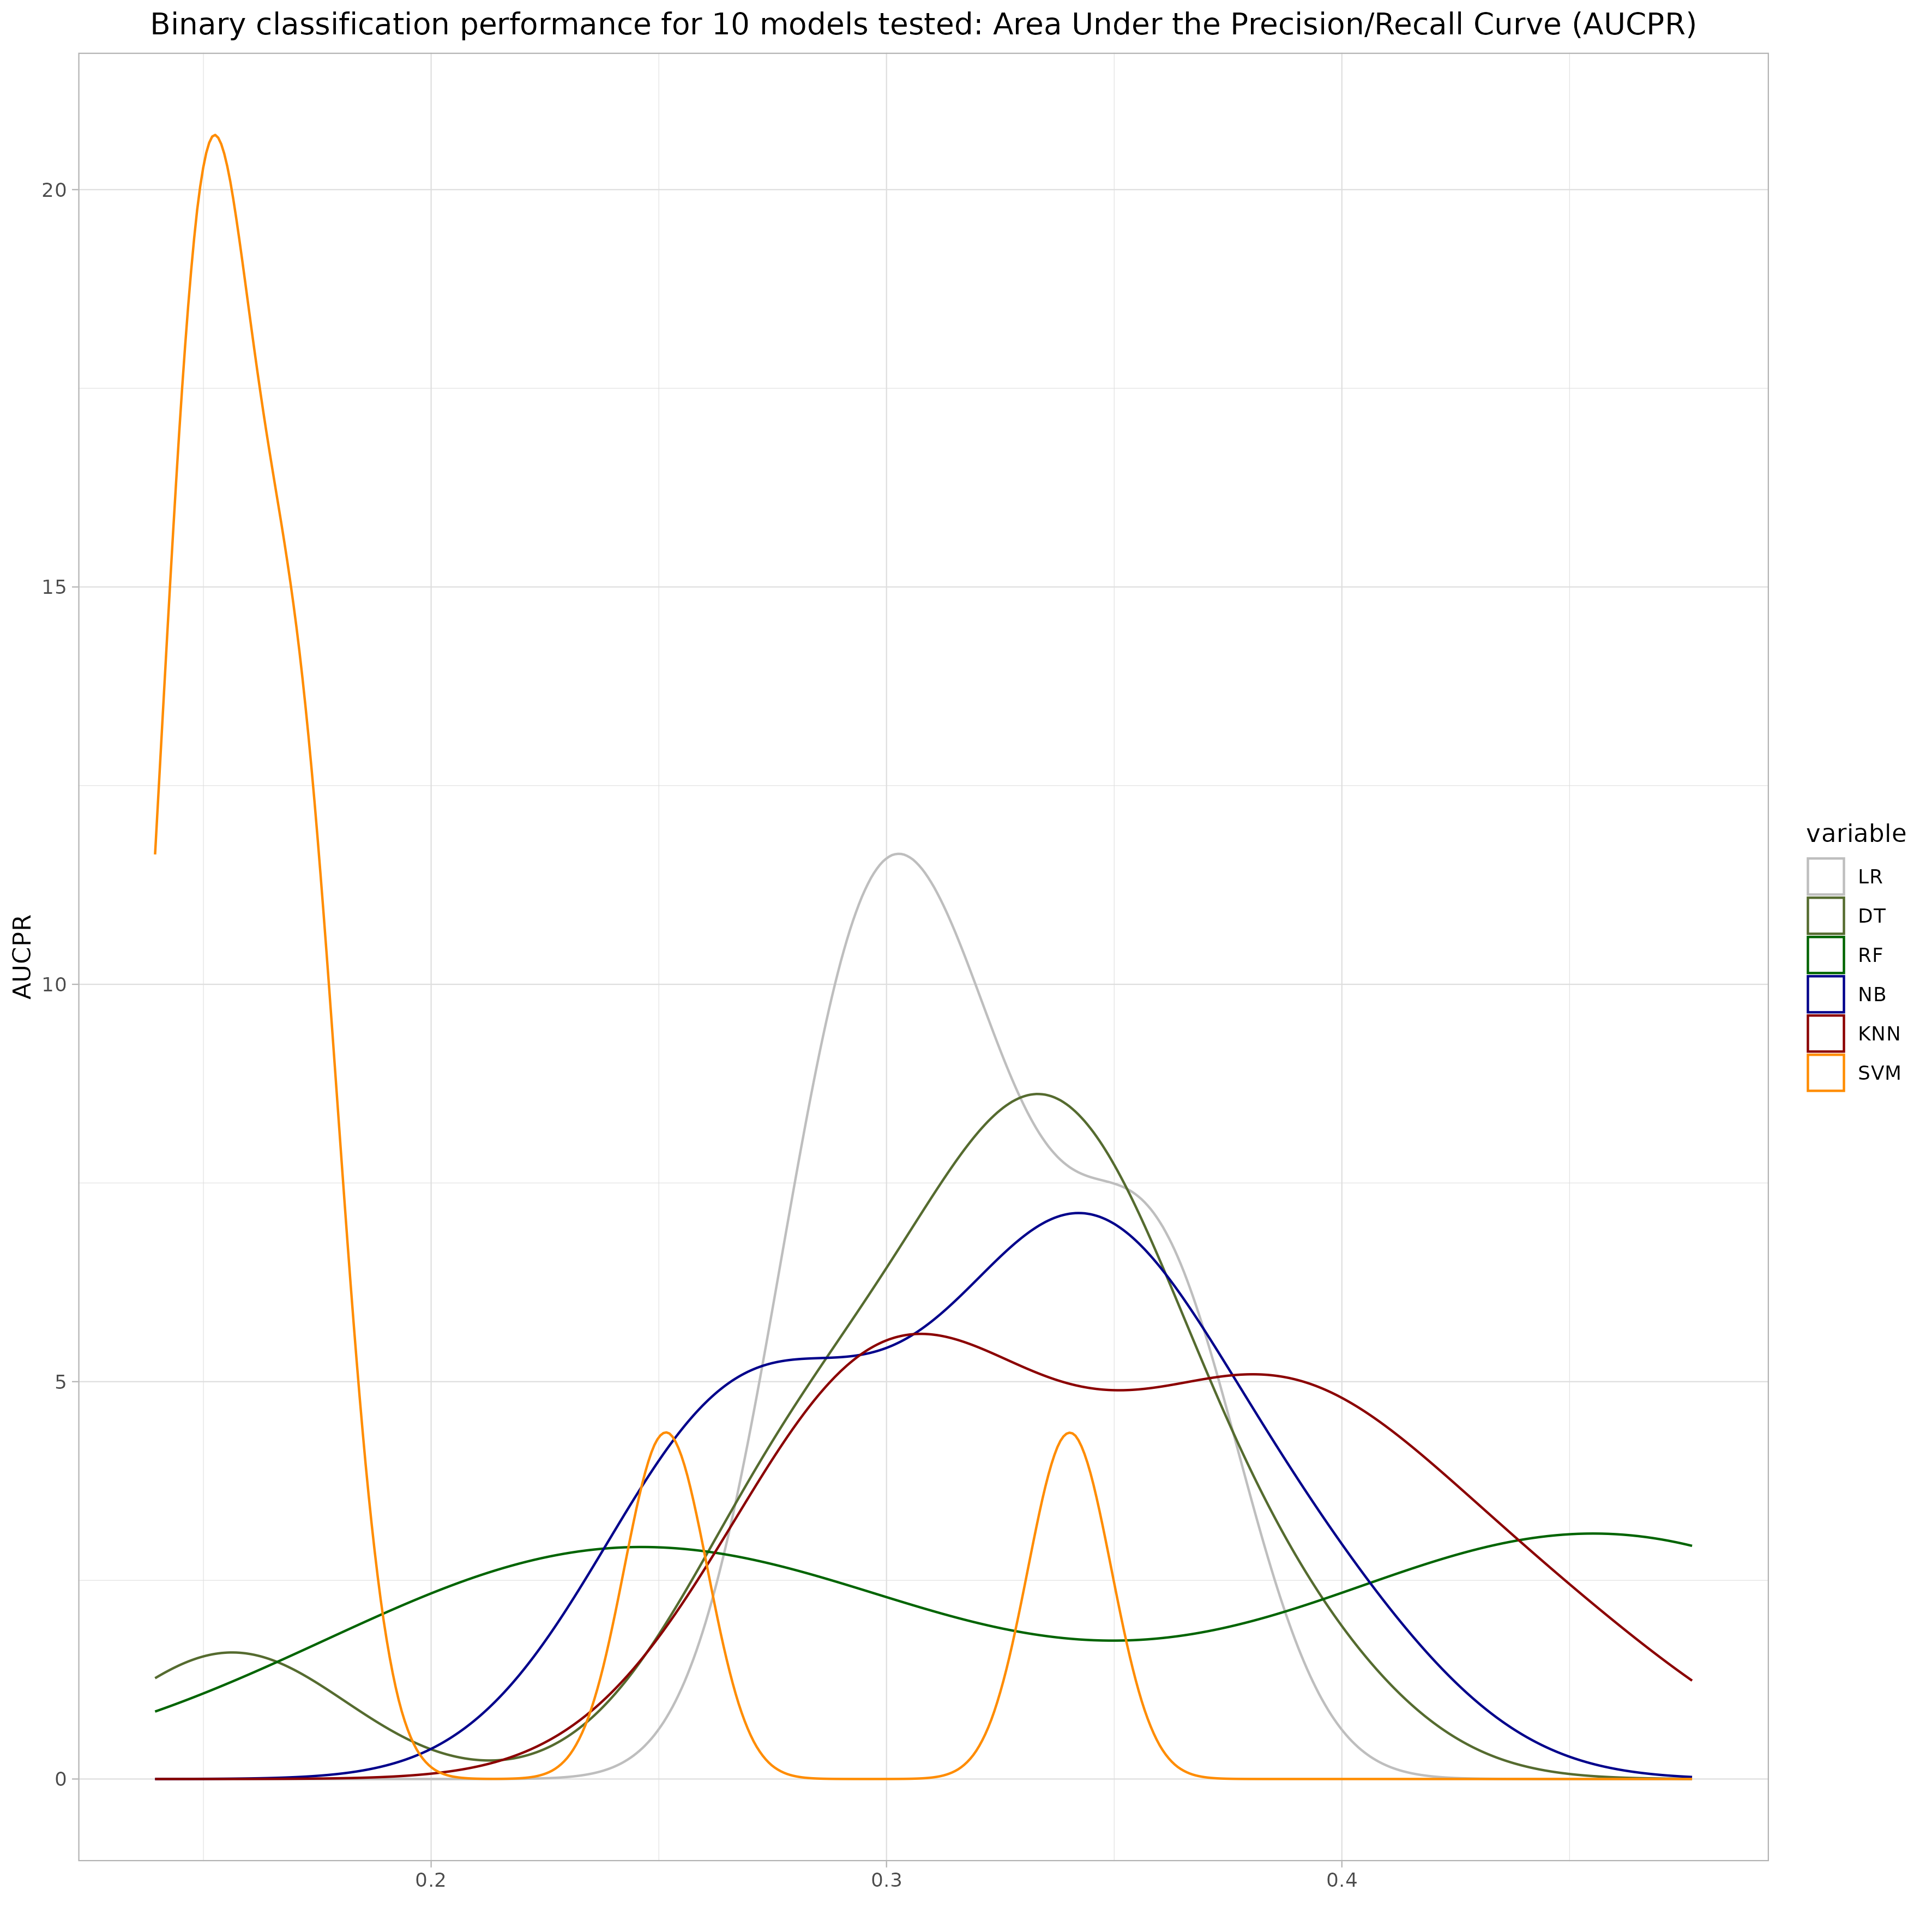 Binary classification performance for 10 models tested: Area Under the Precision/Recall Curve (AUCPR)
20
15
10
5
0
AUCPR
0.2
0.3
0.4
variable
LR
DT
RF
NB
KNN
SVM